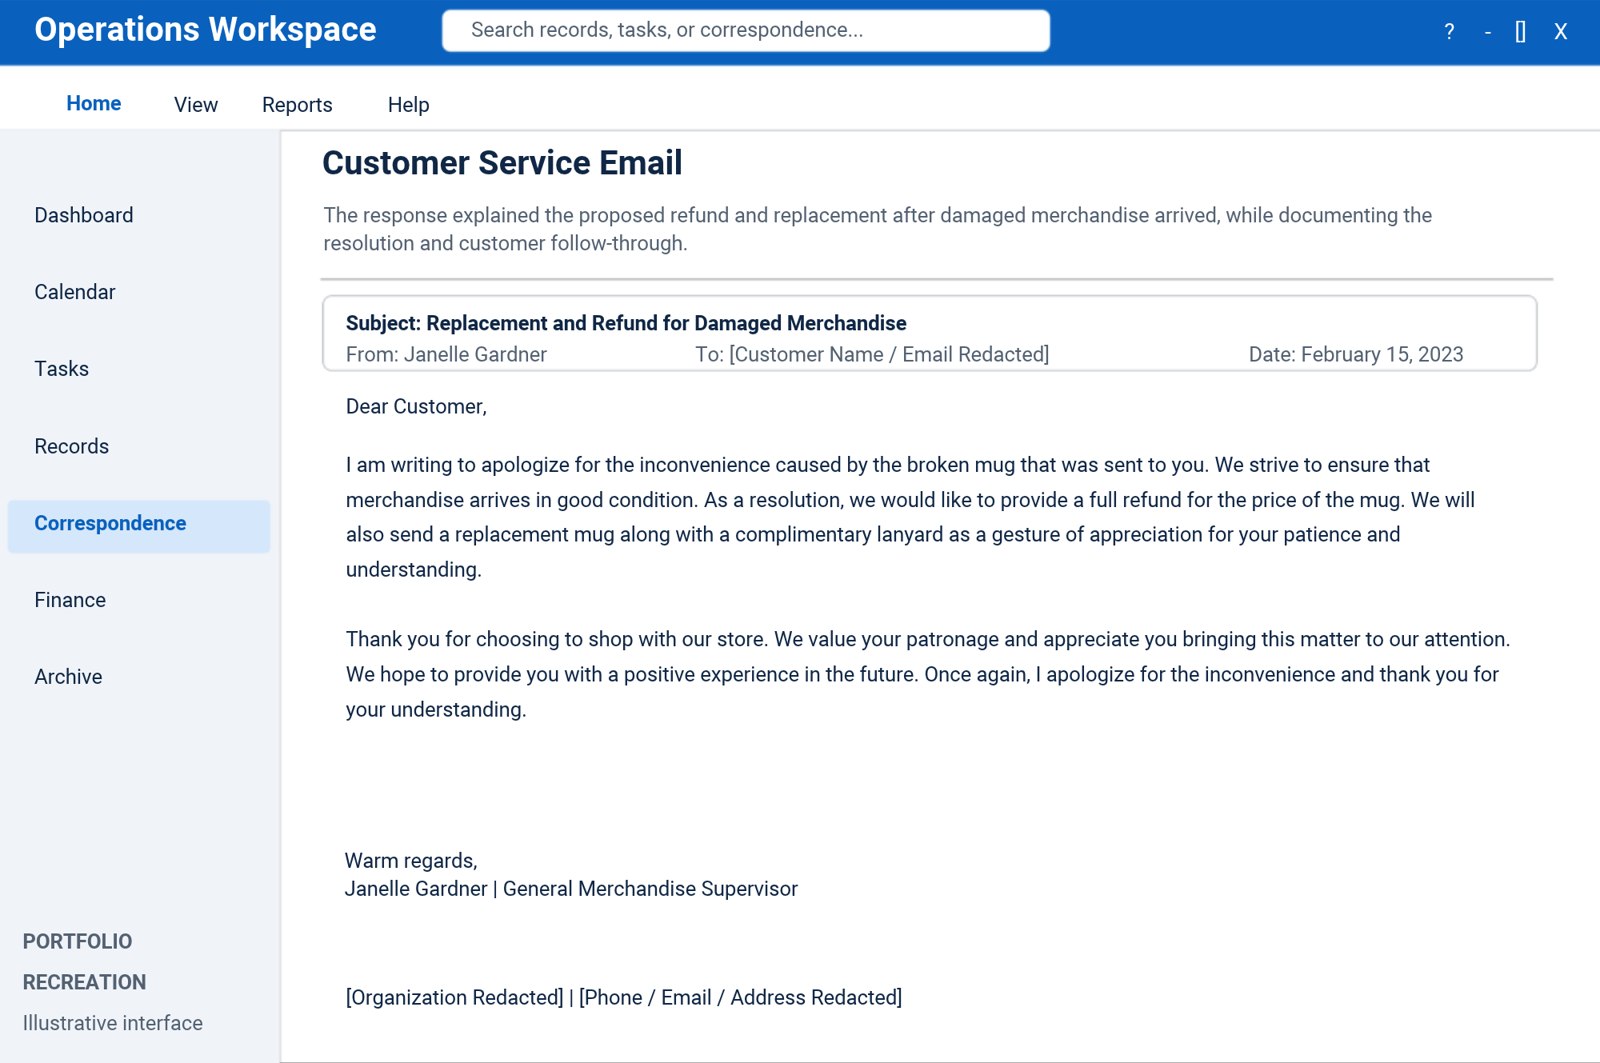 Operations Workspace
Search records, tasks, or correspondence...
? - [] X
Home View Reports Help
Dashboard
Calendar
Tasks
Records
Correspondence
Finance
Archive
PORTFOLIO
RECREATION
Illustrative interface
Customer Service Email
The response explained the proposed refund and replacement after damaged merchandise arrived, while documenting the
resolution and customer follow-through.
Subject: Replacement and Refund for Damaged Merchandise
From: Janelle Gardner To: [Customer Name / Email Redacted] Date: February 15, 2023
Dear Customer,
I am writing to apologize for the inconvenience caused by the broken mug that was sent to you. We strive to ensure that
merchandise arrives in good condition. As a resolution, we would like to provide a full refund for the price of the mug. We will
also send a replacement mug along with a complimentary lanyard as a gesture of appreciation for your patience and
understanding.
Thank you for choosing to shop with our store. We value your patronage and appreciate you bringing this matter to our attention.
We hope to provide you with a positive experience in the future. Once again, I apologize for the inconvenience and thank you for
your understanding.
Warm regards,
Janelle Gardner | General Merchandise Supervisor
[Organization Redacted] | [Phone / Email / Address Redacted]